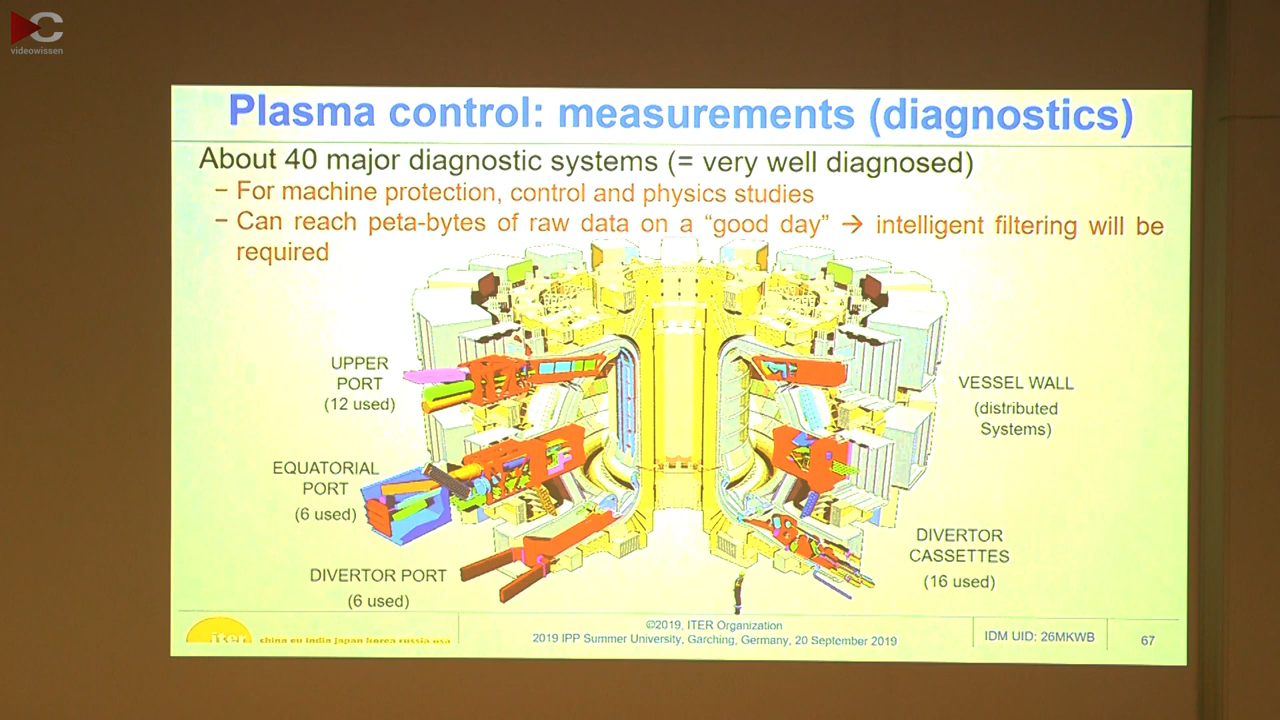 videowissen
Plasma control: measurements (diagnostics)
About 40 major diagnostic systems (= very well diagnosed)
– For machine protection, control and physics studies
– Can reach peta-bytes of raw data on a “good day” → intelligent filtering will be
required
UPPER
PORT
(12 used)
EQUATORIAL
PORT
(6 used)
DIVERTOR PORT
(6 used)
VESSEL WALL
(distributed
Systems)
DIVERTOR
CASSETTES
(16 used)
iter
china eu india japan korea russia usa
©2019, ITER Organization
2019 IPP Summer University, Garching, Germany, 20 September 2019
IDM UID: 26MKWB
67